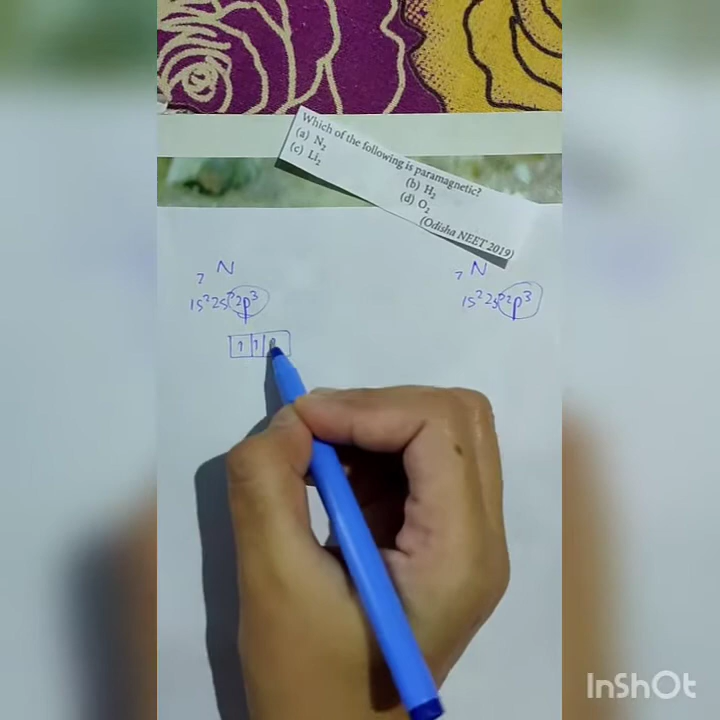 Which of the following is paramagnetic?
(a) N₂
(b) H₂
(c) Li₂
(d) O₂
(Odisha NEET 2019)
₇N
₇N
1s² 2s² 2p³
1s² 2s² 2p³
↑ ↑
InShOt